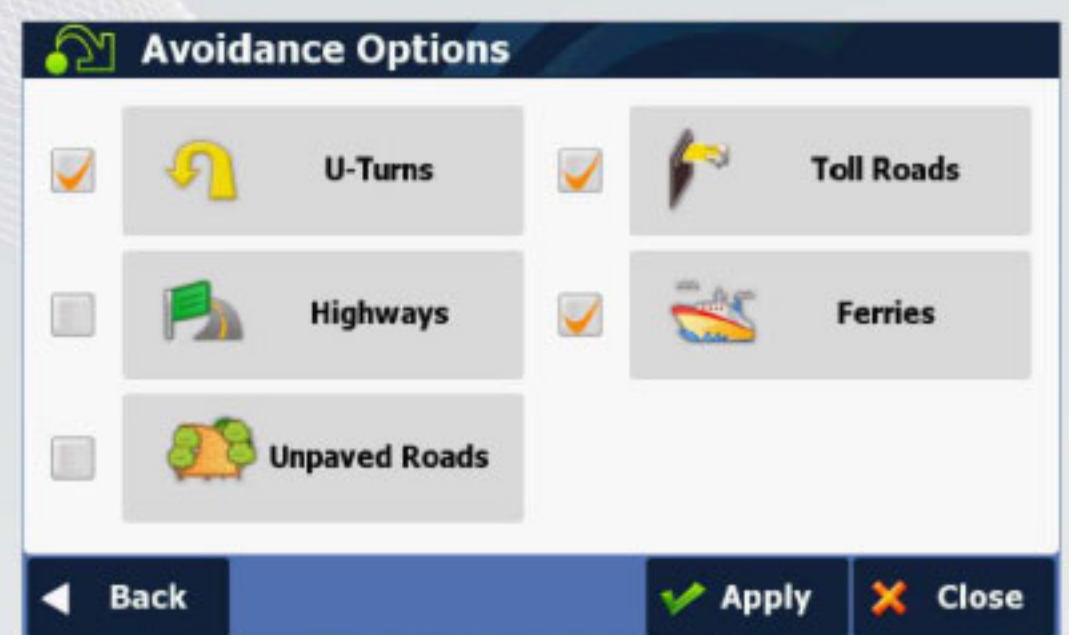 Avoidance Options
U-Turns
Toll Roads
Highways
Ferries
Unpaved Roads
Back
Apply
Close